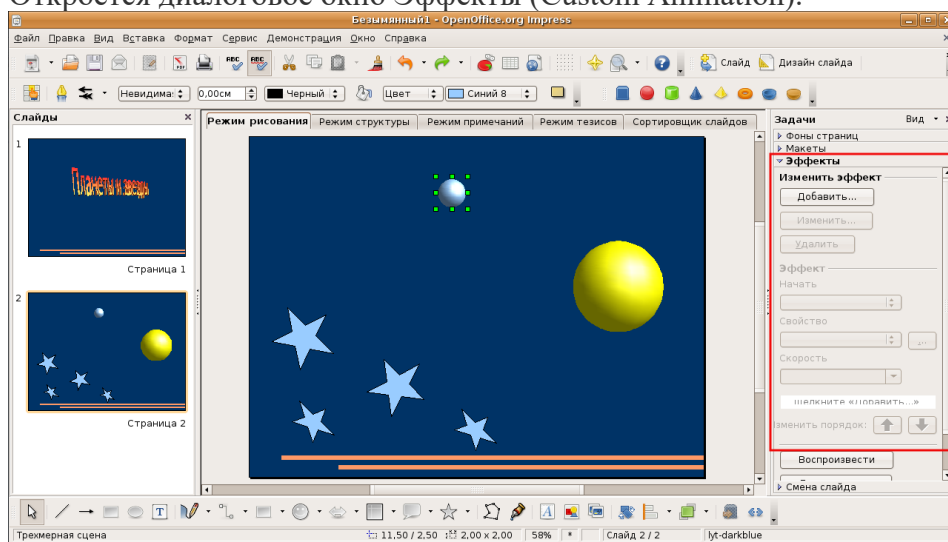 Откроется диалоговое окно Эффекты (Custom Animation).
Безымянный1 - OpenOffice.org Impress
Файл Правка Вид Вставка Формат Сервис Демонстрация Окно Справка
Слайд Дизайн слайда
Невидима: 0,00см Черный Цвет Синий 8
Слайды
Режим рисования Режим структуры Режим примечаний Режим тезисов Сортировщик слайдов
Задачи Вид
Фоны страниц
Макеты
Эффекты
Изменить эффект
Добавить...
Изменить...
Удалить
Эффект
Начать
Свойство
...
Скорость
щелкните «Добавить...»
Изменить порядок:
Воспроизвести
Смена слайда
1
Планеты и звезды
Страница 1
2
Страница 2
Трехмерная сцена 11,50 / 2,50 2,00 x 2,00 58% * Слайд 2 / 2 lyt-darkblue